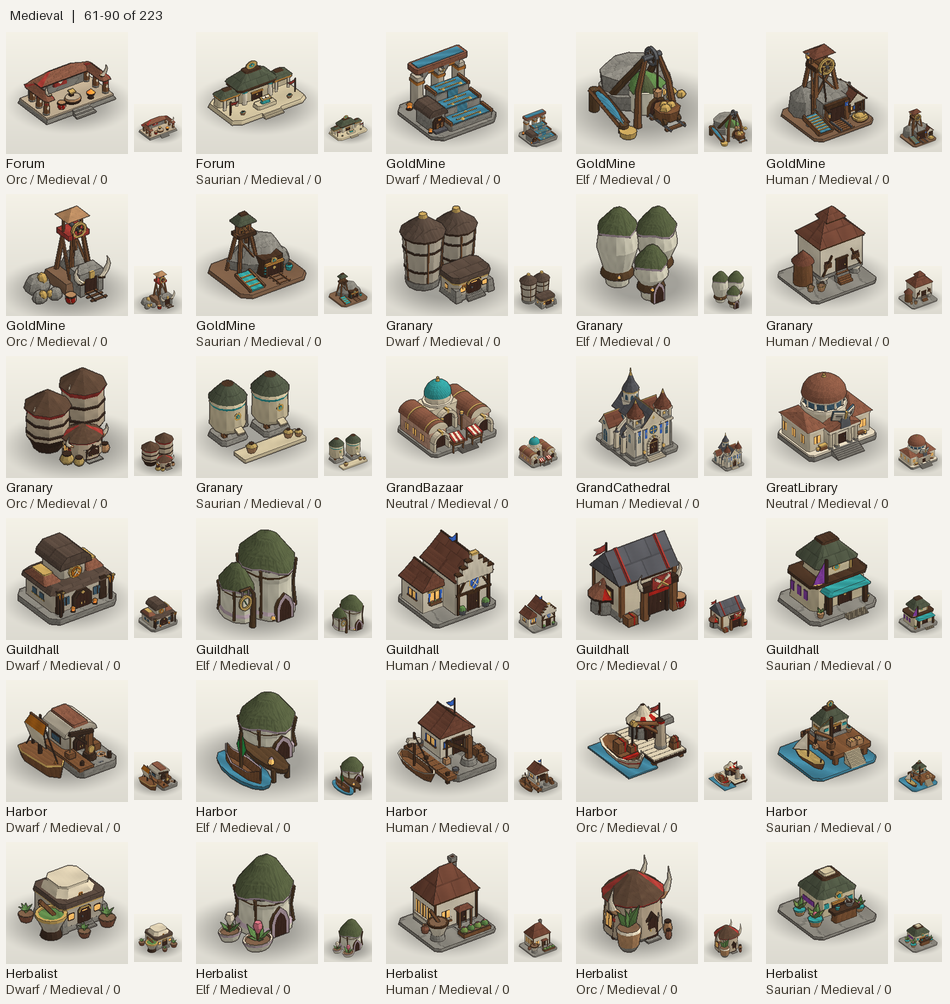 Medieval | 61-90 of 223
Forum
Orc / Medieval / 0
Forum
Saurian / Medieval / 0
GoldMine
Dwarf / Medieval / 0
GoldMine
Elf / Medieval / 0
GoldMine
Human / Medieval / 0
GoldMine
Orc / Medieval / 0
GoldMine
Saurian / Medieval / 0
Granary
Dwarf / Medieval / 0
Granary
Elf / Medieval / 0
Granary
Human / Medieval / 0
Granary
Orc / Medieval / 0
Granary
Saurian / Medieval / 0
GrandBazaar
Neutral / Medieval / 0
GrandCathedral
Human / Medieval / 0
GreatLibrary
Neutral / Medieval / 0
Guildhall
Dwarf / Medieval / 0
Guildhall
Elf / Medieval / 0
Guildhall
Human / Medieval / 0
Guildhall
Orc / Medieval / 0
Guildhall
Saurian / Medieval / 0
Harbor
Dwarf / Medieval / 0
Harbor
Elf / Medieval / 0
Harbor
Human / Medieval / 0
Harbor
Orc / Medieval / 0
Harbor
Saurian / Medieval / 0
Herbalist
Dwarf / Medieval / 0
Herbalist
Elf / Medieval / 0
Herbalist
Human / Medieval / 0
Herbalist
Orc / Medieval / 0
Herbalist
Saurian / Medieval / 0